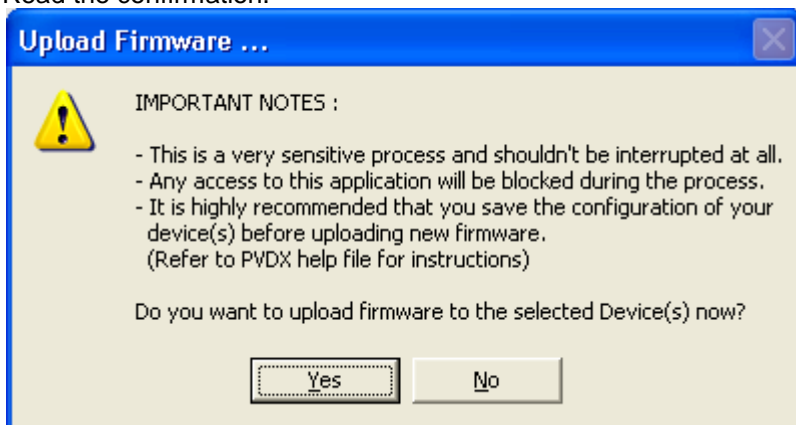 Read the confirmation.
Upload Firmware ...
IMPORTANT NOTES :
- This is a very sensitive process and shouldn't be interrupted at all.
- Any access to this application will be blocked during the process.
- It is highly recommended that you save the configuration of your
device(s) before uploading new firmware.
(Refer to PVDX help file for instructions)
Do you want to upload firmware to the selected Device(s) now?
Yes
No